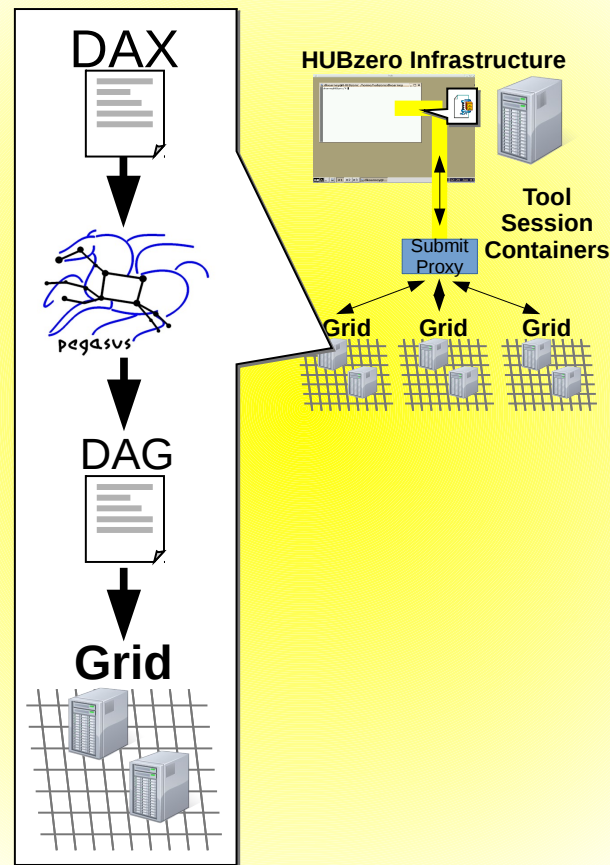 DAX
pegasus
DAG
Grid
HUBzero Infrastructure
Tool
Session
Containers
Submit
Proxy
Grid
Grid
Grid